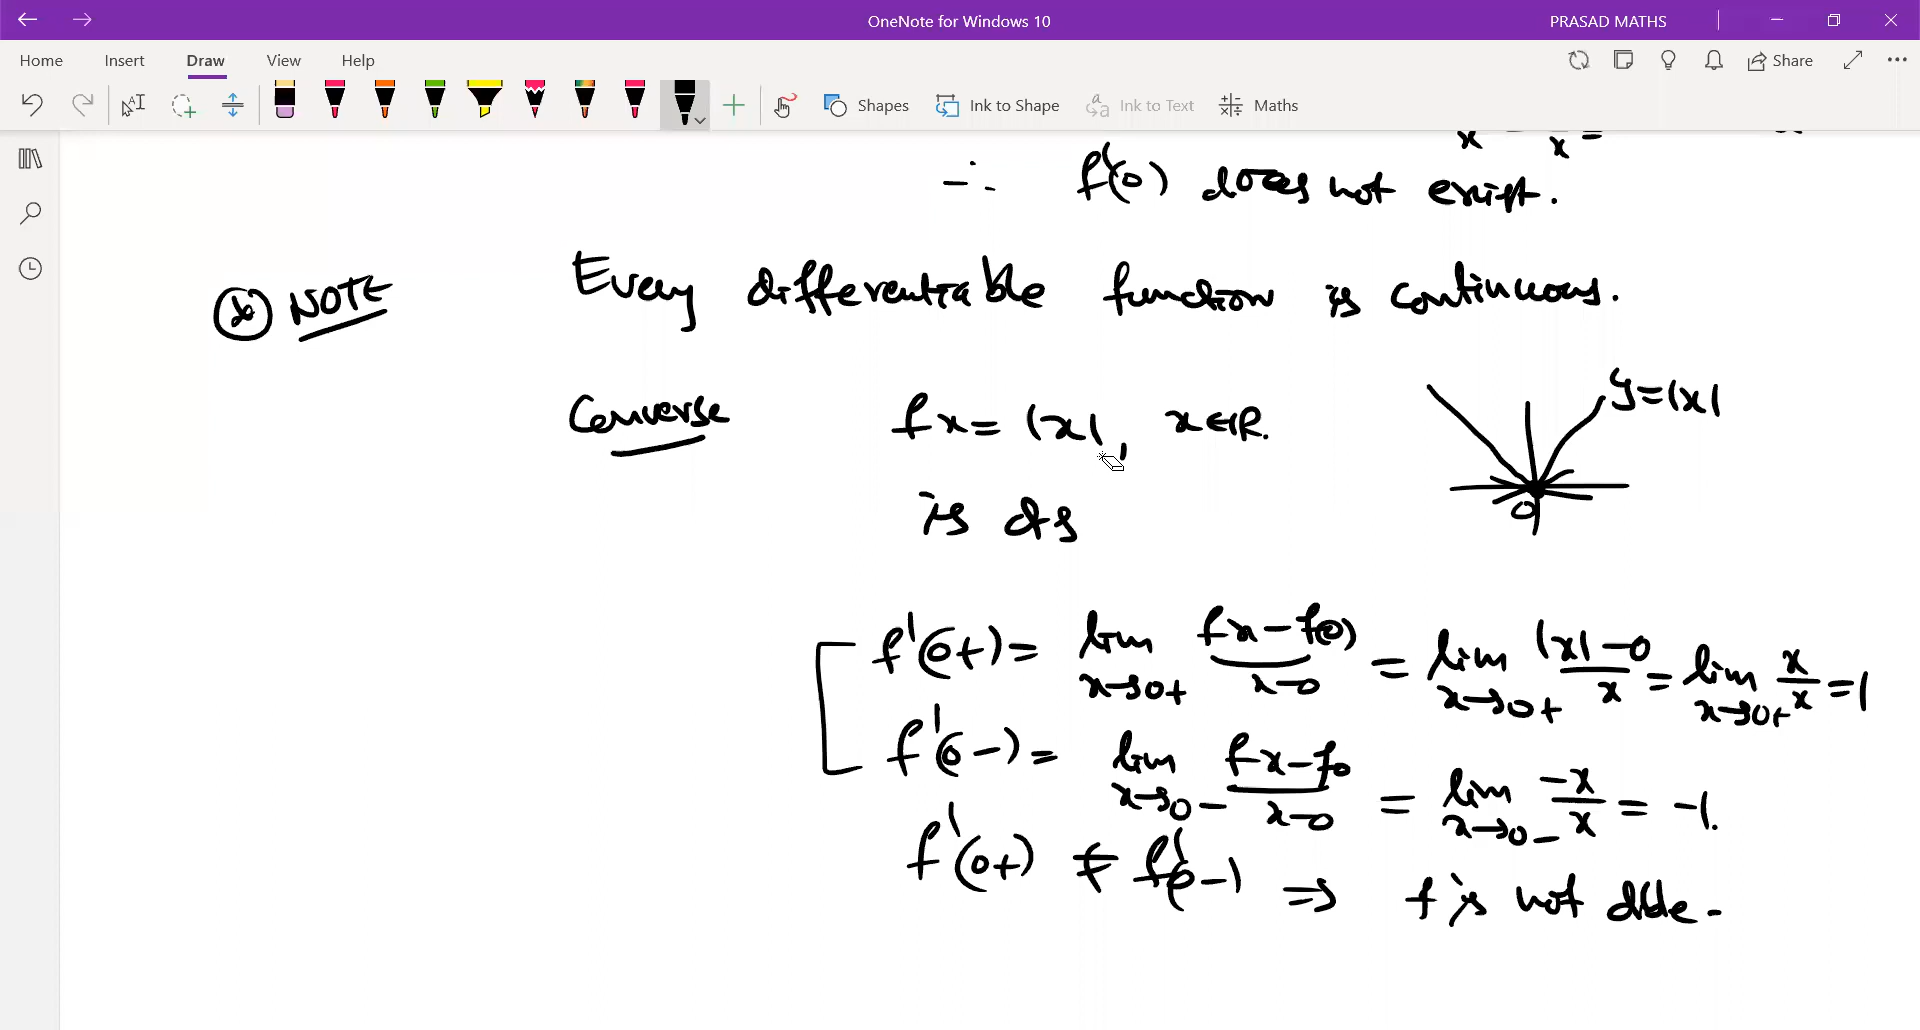 OneNote for Windows 10
PRASAD MATHS
Home Insert Draw View Help
Share
Shapes Ink to Shape Ink to Text Maths
∴ f'(0) does not exist.
NOTE Every differentiable function is continuous.
Converse fx = |x|, x ∈ IR.
y = |x|
is cts
0
f'(0+) = lim x→0+ fx - f(0) / x-0 = lim x→0+ |x| - 0 / x = lim x→0+ x/x = 1
f'(0-) = lim x→0- fx - f0 / x-0 = lim x→0- -x/x = -1.
f'(0+) ≠ f'(0-) ⇒ f is not dble.